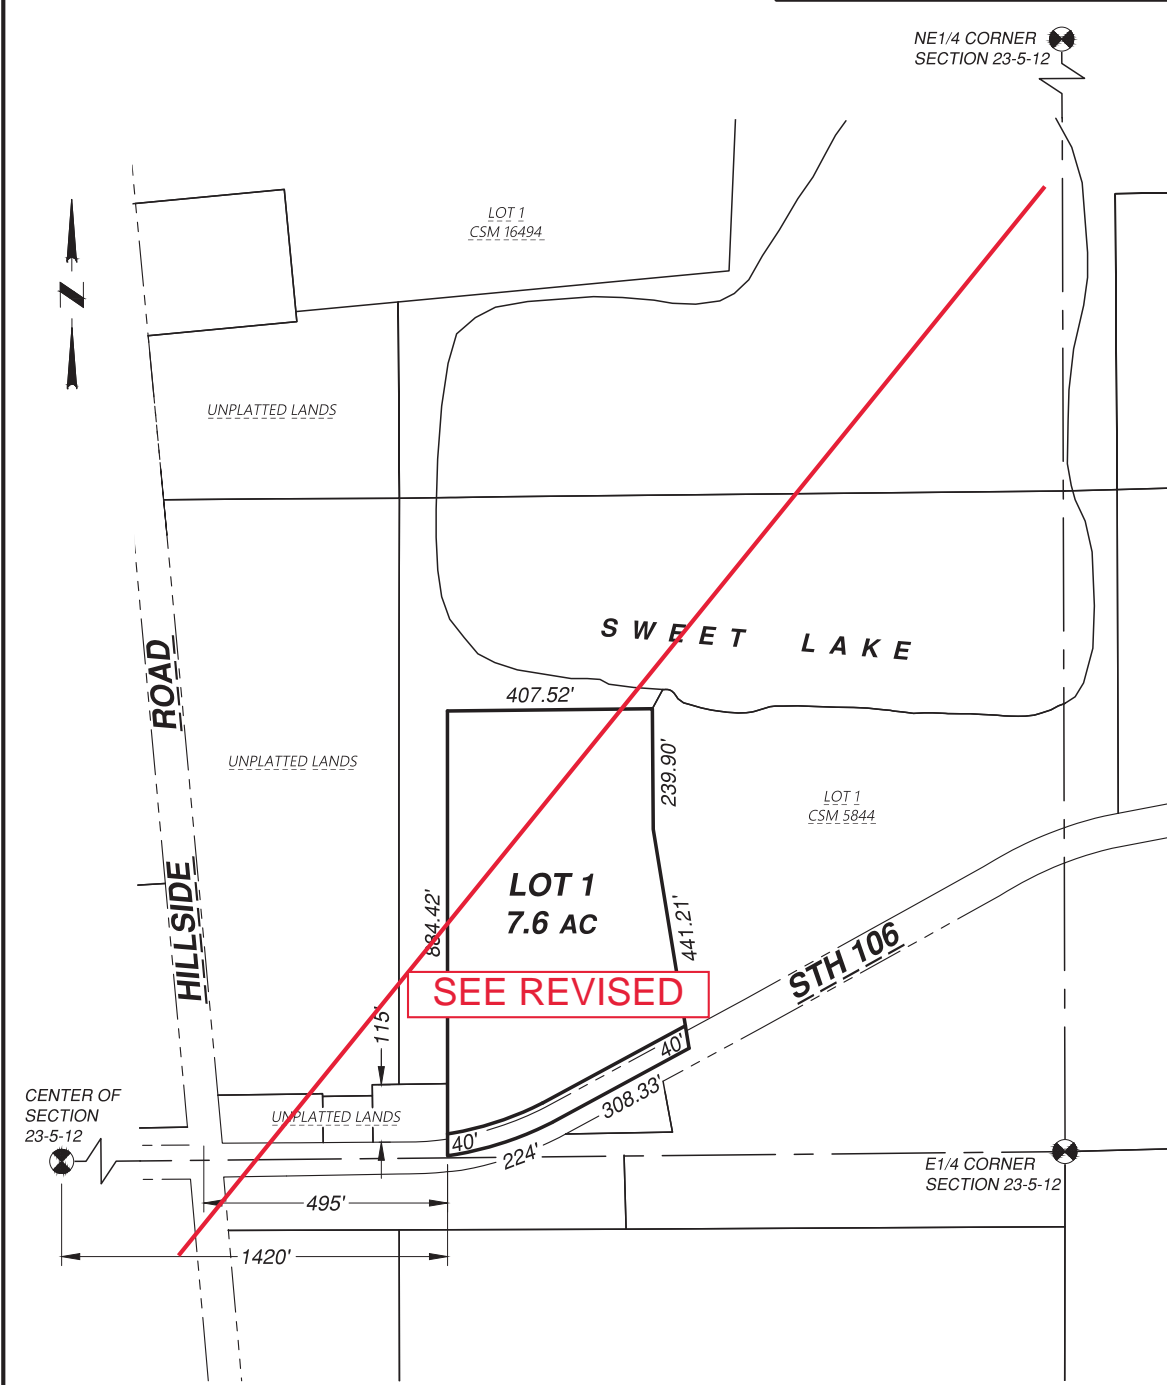 NE1/4 CORNER
SECTION 23-5-12
LOT 1
CSM 16494
N
UNPLATTED LANDS
SWEET LAKE
407.52'
ROAD
239.90'
UNPLATTED LANDS
LOT 1
CSM 5844
HILLSIDE
LOT 1
7.6 AC
884.42'
441.21'
STH 106
SEE REVISED
115'
40'
CENTER OF
SECTION
23-5-12
308.33'
UNPLATTED LANDS
40'
224'
E1/4 CORNER
SECTION 23-5-12
495'
1420'